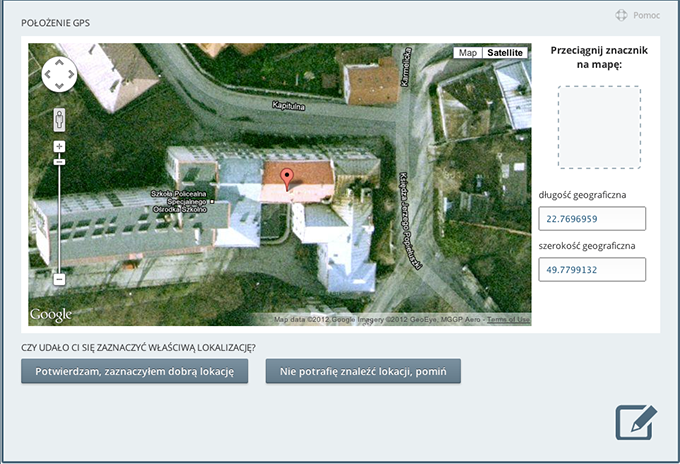 POŁOŻENIE GPS
Pomoc
Map
Satellite
Przeciągnij znacznik
na mapę:
Karmelicka
Kapitulna
Szkoła Policealna
Specjalnego
Ośrodka Szkolno
Księdza Jerzego Popiełuszki
długość geograficzna
22.7696959
szerokość geograficzna
49.7799132
Google
Map data ©2012 Google Imagery ©2012 GeoEye, MGGP Aero - Terms of Use
CZY UDAŁO CI SIĘ ZAZNACZYĆ WŁAŚCIWĄ LOKALIZACJĘ?
Potwierdzam, zaznaczyłem dobrą lokację
Nie potrafię znaleźć lokacji, pomiń